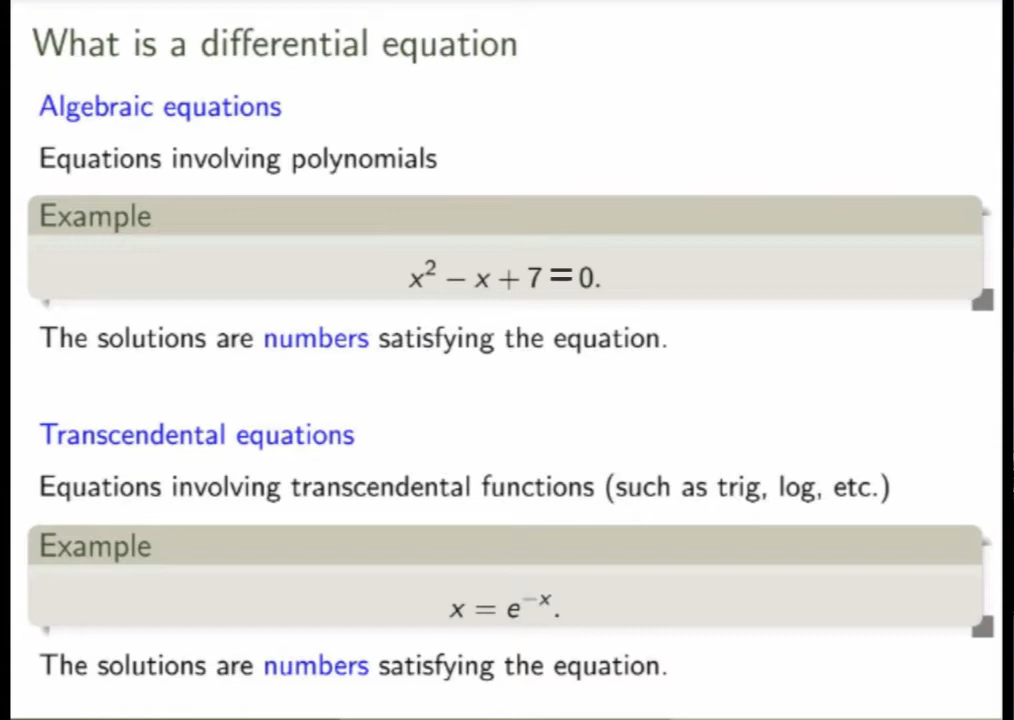 What is a differential equation
Algebraic equations
Equations involving polynomials
Example
x² − x + 7 = 0.
The solutions are numbers satisfying the equation.
Transcendental equations
Equations involving transcendental functions (such as trig, log, etc.)
Example
x = e⁻ˣ.
The solutions are numbers satisfying the equation.